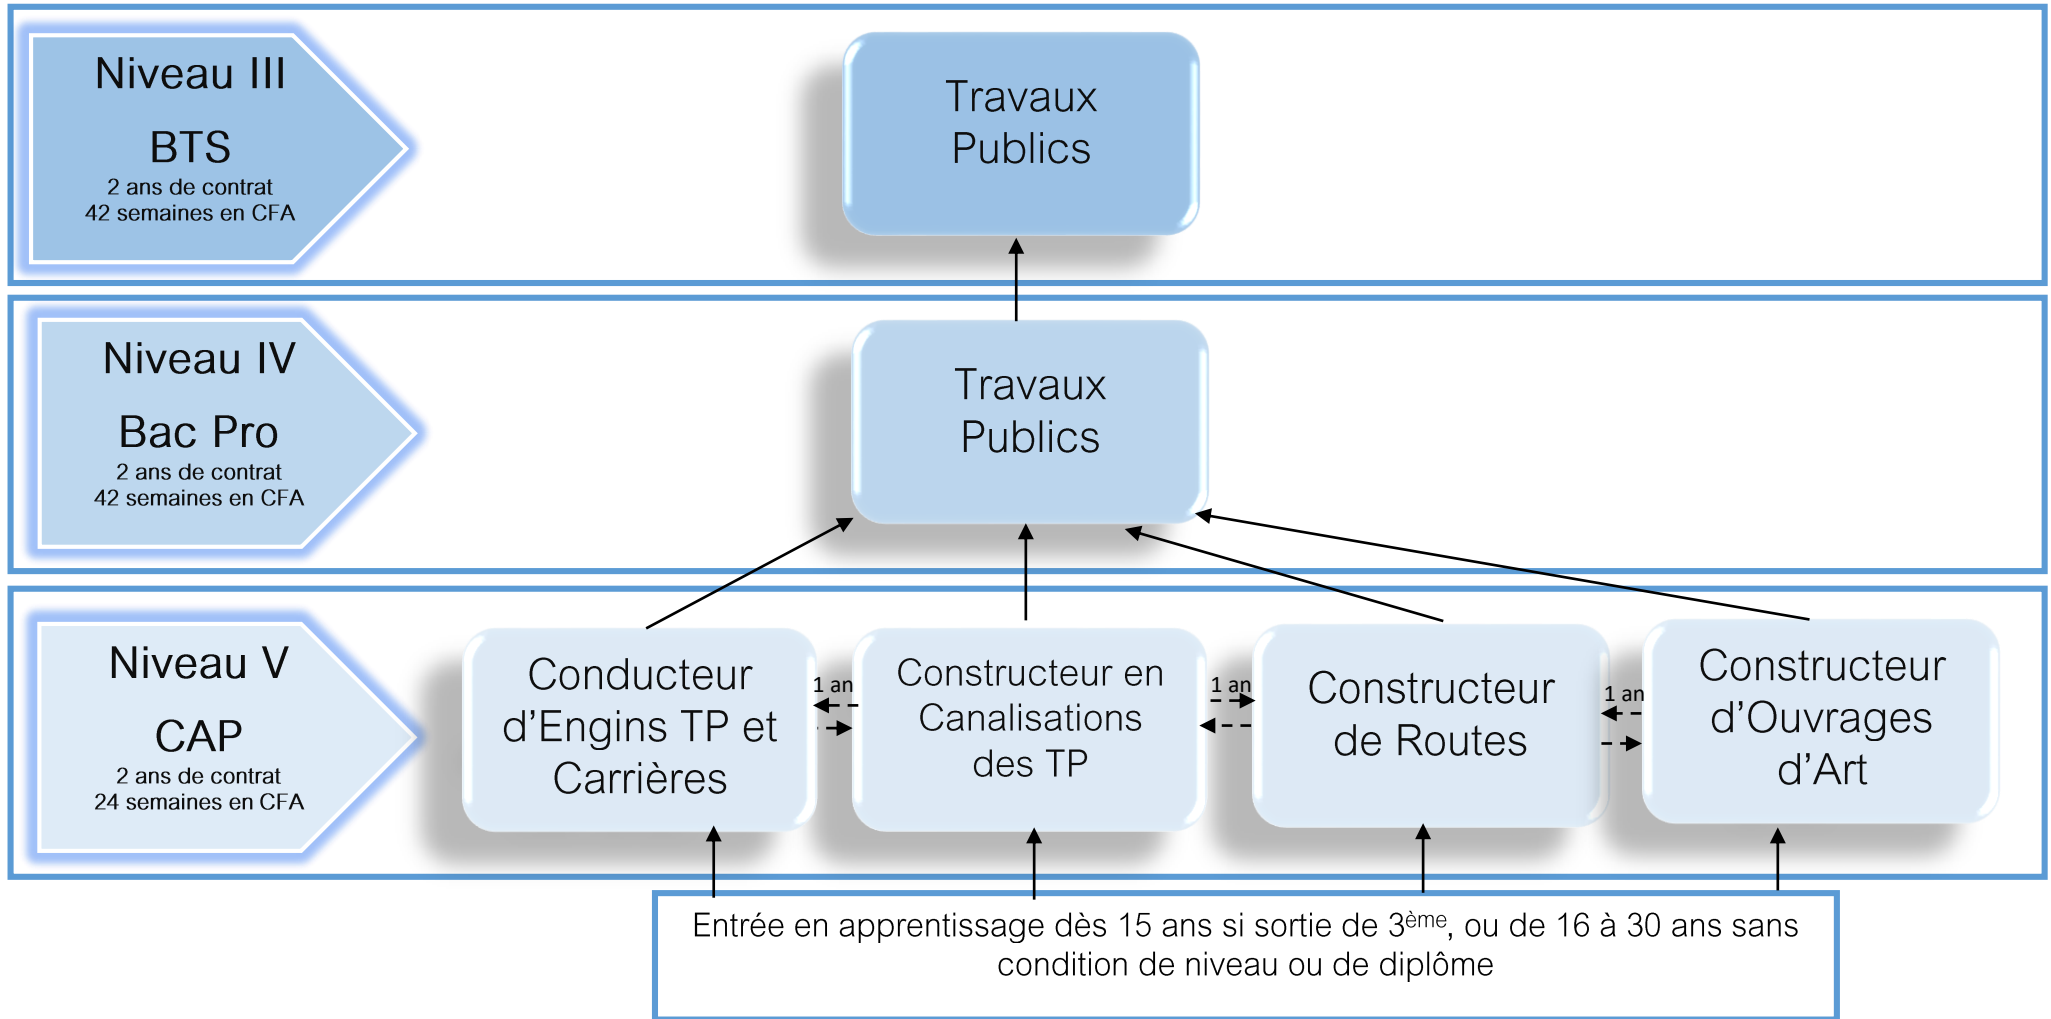 Niveau III
BTS
2 ans de contrat
42 semaines en CFA
Travaux
Publics
Niveau IV
Bac Pro
2 ans de contrat
42 semaines en CFA
Travaux
Publics
Niveau V
CAP
2 ans de contrat
24 semaines en CFA
Conducteur
d’Engins TP et
Carrières
1 an
Constructeur en
Canalisations
des TP
1 an
Constructeur
de Routes
1 an
Constructeur
d’Ouvrages
d’Art
Entrée en apprentissage dès 15 ans si sortie de 3ème, ou de 16 à 30 ans sans
condition de niveau ou de diplôme